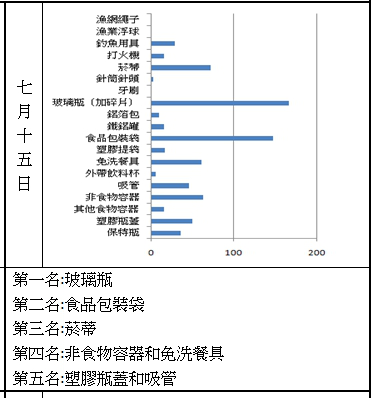 七月十五日
漁網繩子
漁業浮球
釣魚用具
打火機
菸蒂
針筒針頭
牙刷
玻璃瓶（加碎片）
鋁箔包
鐵鋁罐
食品包裝袋
塑膠提袋
免洗餐具
外帶飲料杯
吸管
非食物容器
其他食物容器
塑膠瓶蓋
保特瓶
0 100 200
第一名:玻璃瓶
第二名:食品包裝袋
第三名:菸蒂
第四名:非食物容器和免洗餐具
第五名:塑膠瓶蓋和吸管